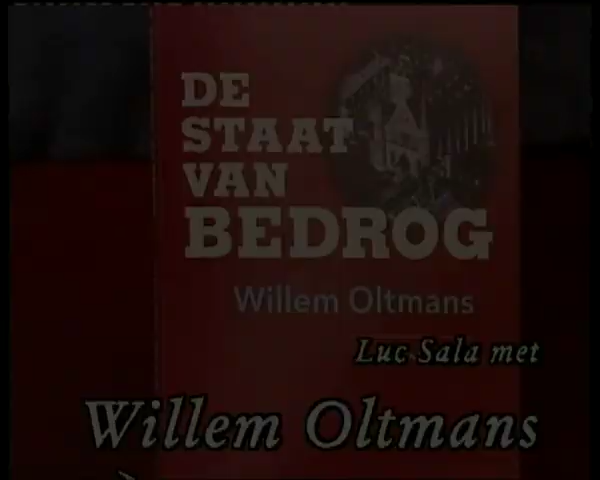 DE
STAAT
VAN
BEDROG
Willem Oltmans
Luc Sala met
Willem Oltmans